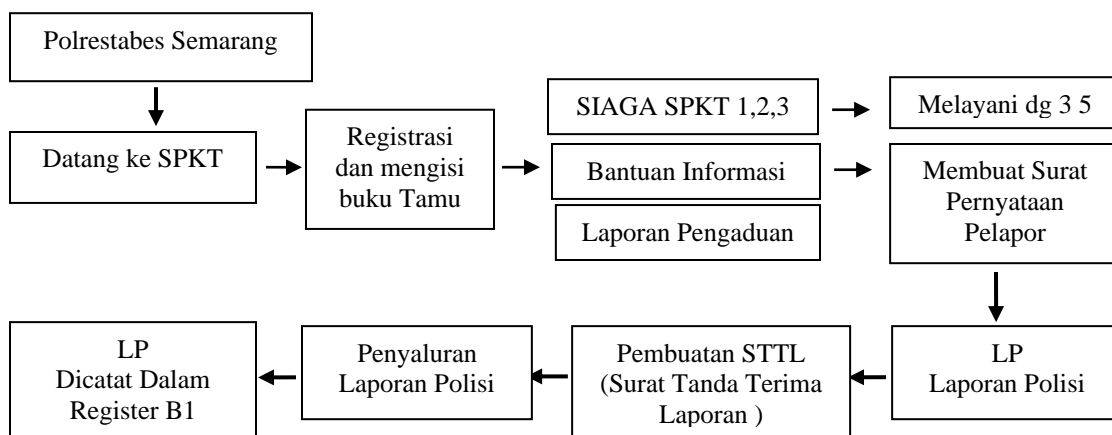 Polrestabes Semarang
Datang ke SPKT
Registrasi
dan mengisi
buku Tamu
SIAGA SPKT 1,2,3
Melayani dg 3 5
Bantuan Informasi
Membuat Surat
Pernyataan
Pelapor
Laporan Pengaduan
LP
Dicatat Dalam
Register B1
Penyaluran
Laporan Polisi
Pembuatan STTL
(Surat Tanda Terima
Laporan )
LP
Laporan Polisi